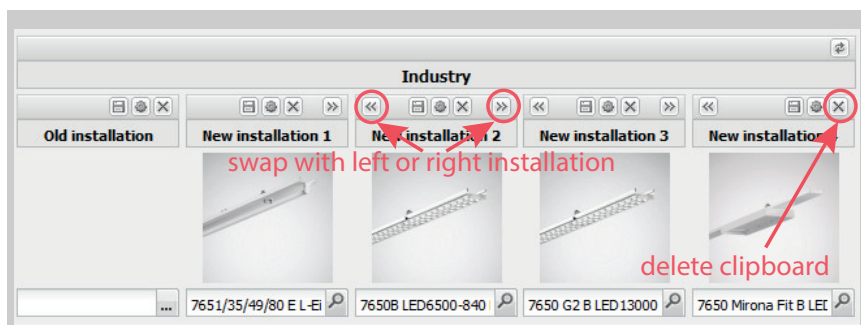 Industry
Old installation New installation 1 New installation 2 New installation 3 New installation
swap with left or right installation
delete clipboard
... 7651/35/49/80 E L-Ei 7650B LED6500-840 7650 G2 B LED13000 7650 Mirona Fit B LED